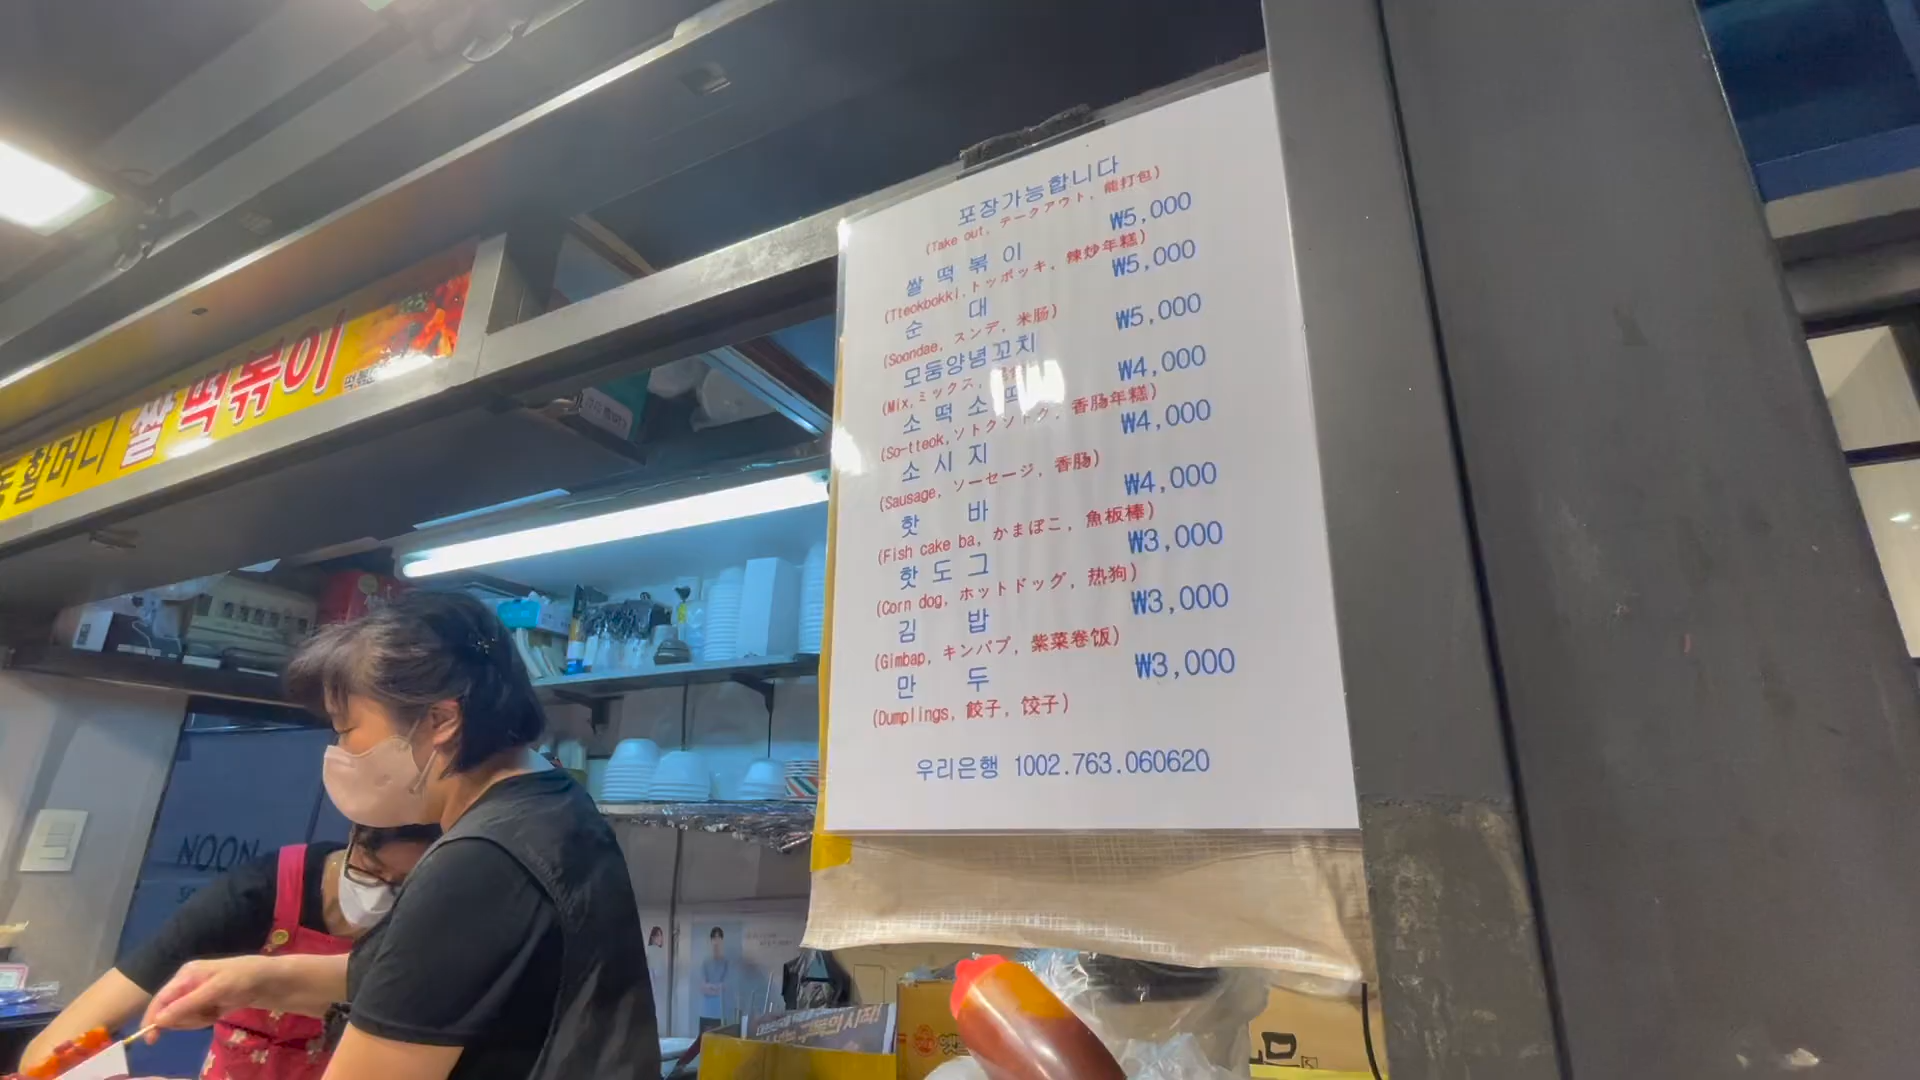 포장가능합니다
(Take out, テークアウト, 能打包)
쌀떡볶이 ₩5,000
(Tteokbokki, トッポッキ, 辣炒年糕)
순대 ₩5,000
(Soondae, スンデ, 米肠)
모둠양념꼬치 ₩5,000
(Mix, ミックス,
소떡소떡 ₩4,000
(So-tteok, ソトクソトク, 香肠年糕)
소시지 ₩4,000
(Sausage, ソーセージ, 香肠)
핫바 ₩4,000
(Fish cake ba, かまぼこ, 魚板棒)
핫도그 ₩3,000
(Corn dog, ホットドッグ, 热狗)
김밥 ₩3,000
(Gimbap, キンパプ, 紫菜卷饭)
만두 ₩3,000
(Dumplings, 餃子, 饺子)
우리은행 1002.763.060620
할머니 쌀떡볶이
NOON